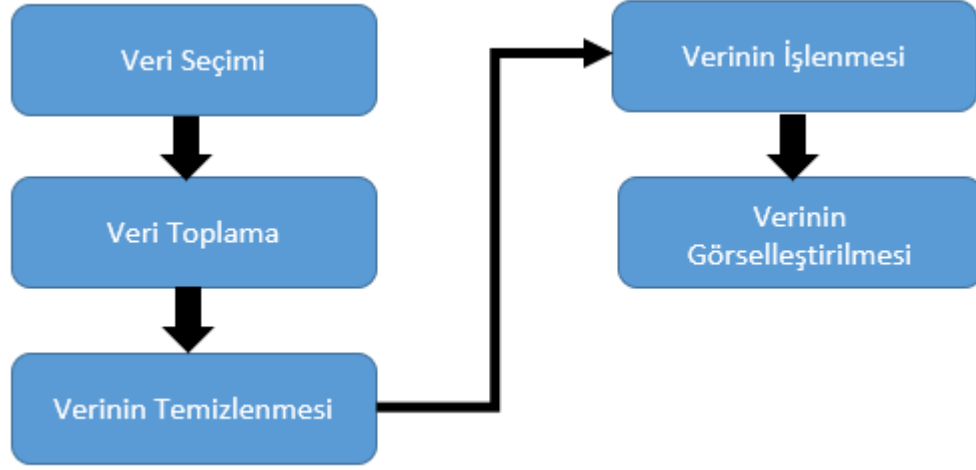 Veri Seçimi
Veri Toplama
Verinin Temizlenmesi
Verinin İşlenmesi
Verinin
Görselleştirilmesi